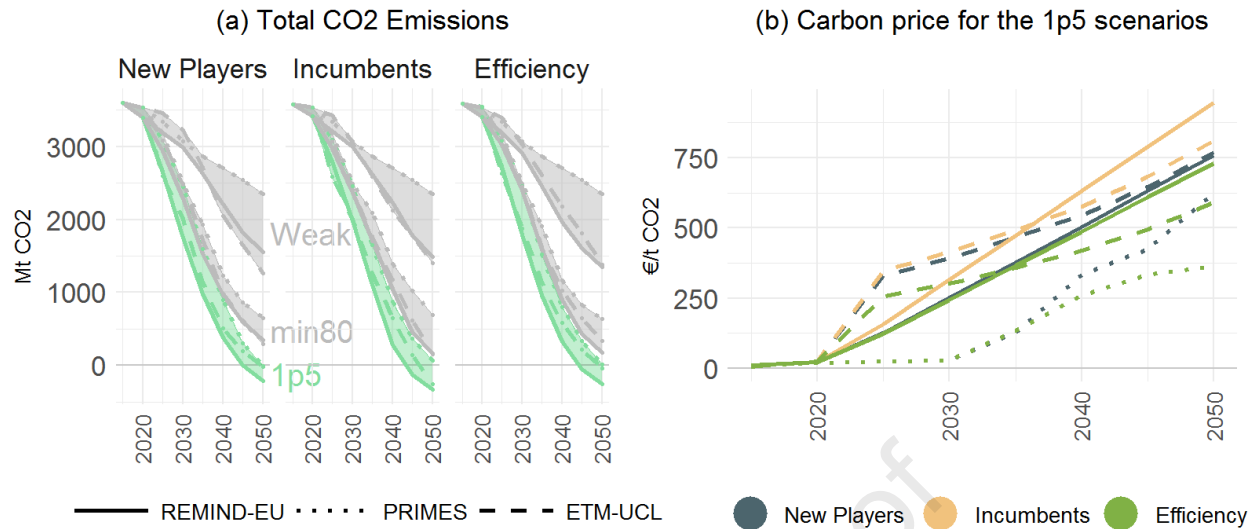 (a) Total CO2 Emissions
New Players Incumbents Efficiency
Mt CO2
3000
2000
1000
0
Weak
min80
1p5
2020 2030 2040 2050 2020 2030 2040 2050 2020 2030 2040 2050
REMIND-EU PRIMES ETM-UCL
(b) Carbon price for the 1p5 scenarios
€/t CO2
750
500
250
0
2020 2030 2040 2050
of
New Players Incumbents Efficiency